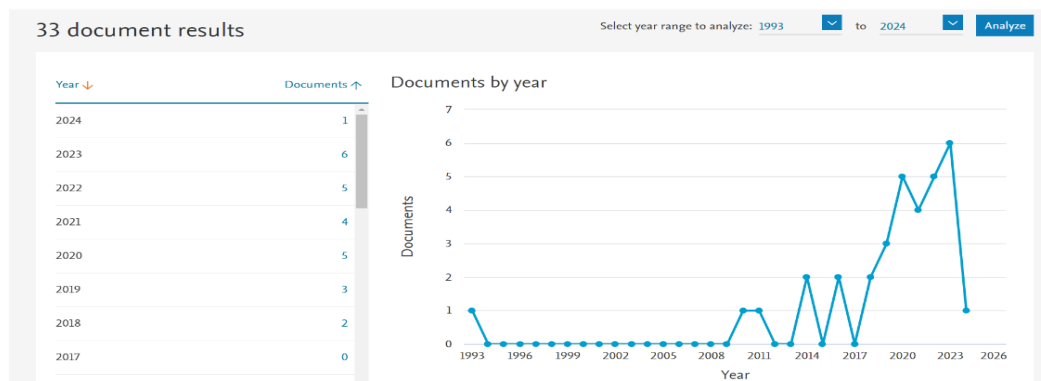 33 document results
Select year range to analyze: 1993 to 2024 Analyze
Year Documents
2024 1
2023 6
2022 5
2021 4
2020 5
2019 3
2018 2
2017 0
Documents by year
7
6
5
4
3
2
1
0
Documents
1993 1996 1999 2002 2005 2008 2011 2014 2017 2020 2023 2026
Year